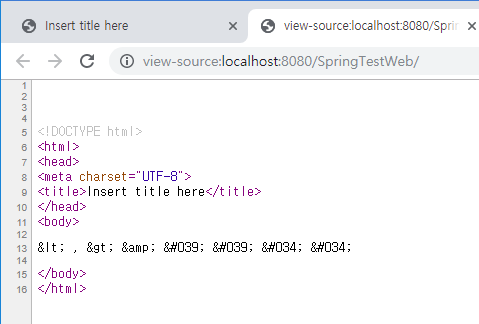 Insert title here
view-source:localhost:8080/Sprin
view-source:localhost:8080/SpringTestWeb/
1
2
3
4
5 <!DOCTYPE html>
6 <html>
7 <head>
8 <meta charset="UTF-8">
9 <title>Insert title here</title>
10 </head>
11 <body>
12
13 &lt; , &gt; &amp; &#039; &#039; &#034; &#034;
14
15 </body>
16 </html>